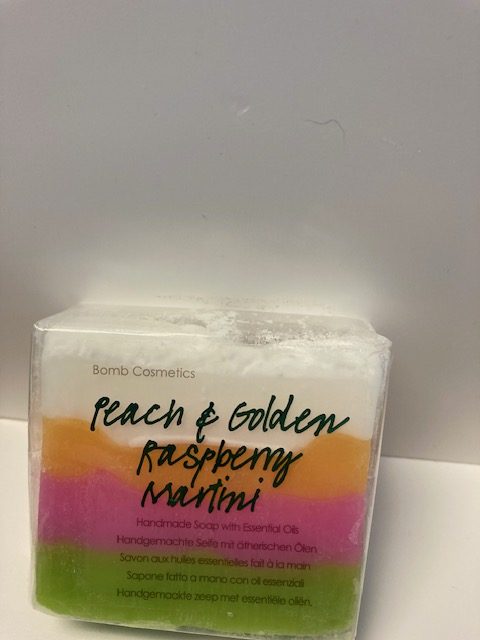 Bomb Cosmetics
Peach & Golden
Raspberry
Martini
Handmade Soap with Essential Oils
Handgemachte Seife mit ätherischen Ölen
Savon aux huiles essentielles fait à la main
Sapone fatto a mano con oli essenziali
Handgemaakte zeep met essentiële oliën.